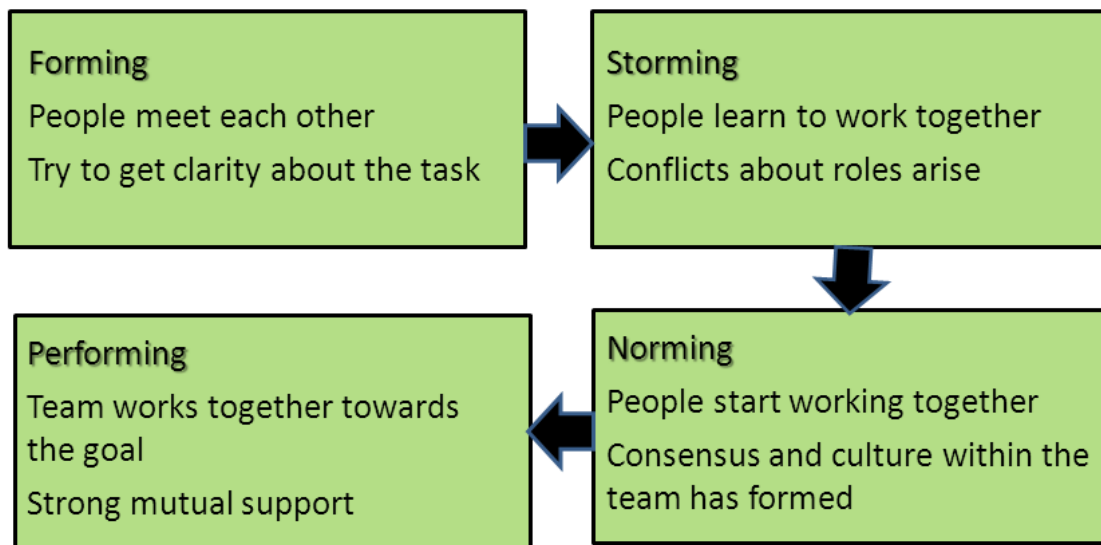 Forming
People meet each other
Try to get clarity about the task
Storming
People learn to work together
Conflicts about roles arise
Norming
People start working together
Consensus and culture within the
team has formed
Performing
Team works together towards
the goal
Strong mutual support